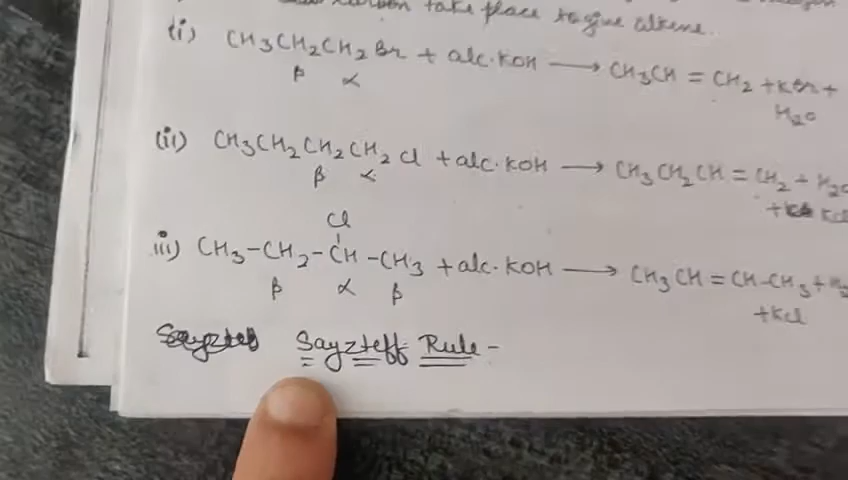 carbon take place to give alkene.
(i) CH3CH2CH2Br + alc.KOH ⟶ CH3CH = CH2 + KBr +
β α
H2O
(ii) CH3CH2CH2CH2Cl + alc.KOH ⟶ CH3CH2CH = CH2 + H2O
β α
+ KCl
Cl
iii) CH3-CH2-CH-CH3 + alc.KOH ⟶ CH3CH = CH-CH3 +
β α β
+KCl
Sayzteff Rule -